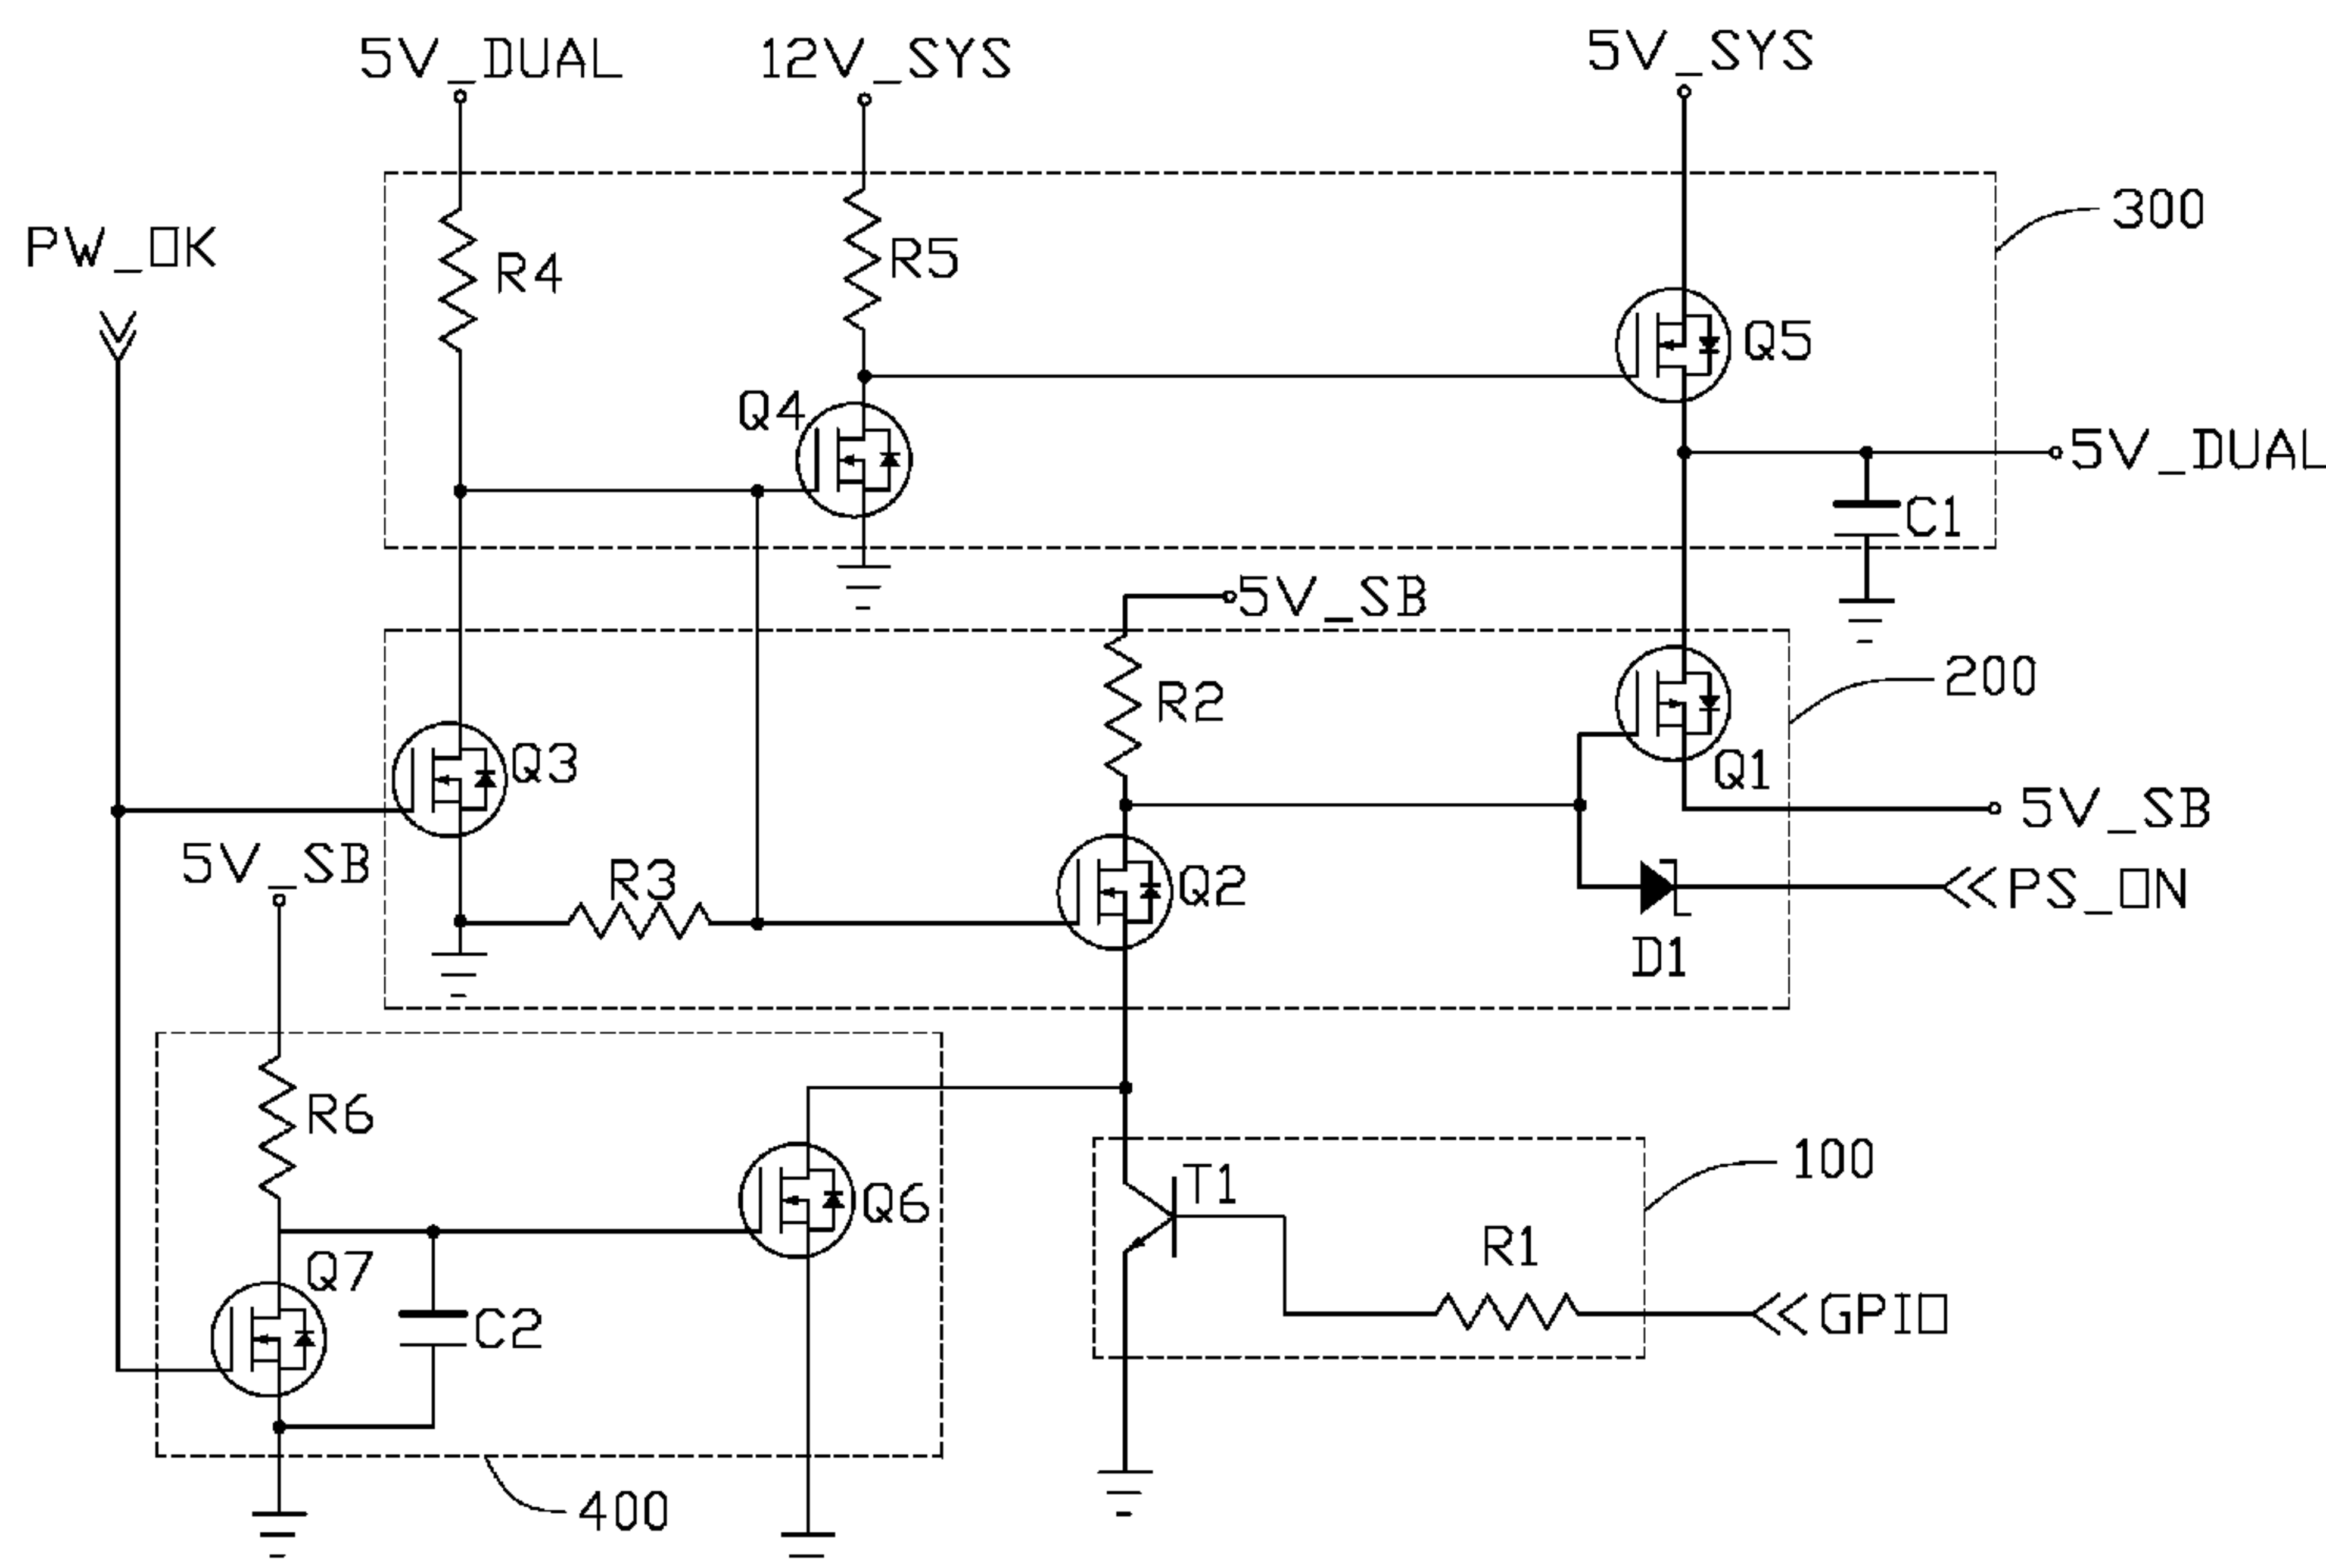 5V_DUAL
12V_SYS
5V_SYS
PW_OK
R4
R5
300
Q5
Q4
5V_DUAL
C1
5V_SB
R2
200
Q3
Q1
5V_SB
5V_SB
R3
Q2
PS_ON
D1
R6
T1
100
Q6
R1
Q7
C2
GPIO
400